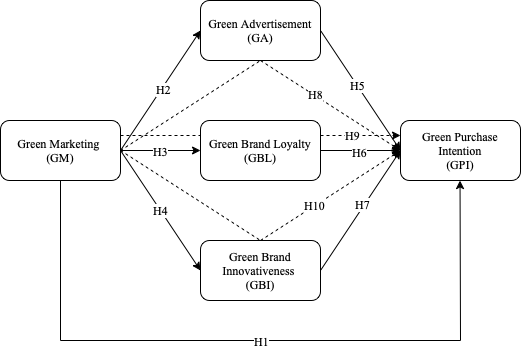 Green Advertisement
(GA)
H2
H5
H8
Green Marketing
(GM)
H3
Green Brand Loyalty
(GBL)
H9
H6
Green Purchase
Intention
(GPI)
H4
H10
H7
Green Brand
Innovativeness
(GBI)
H1